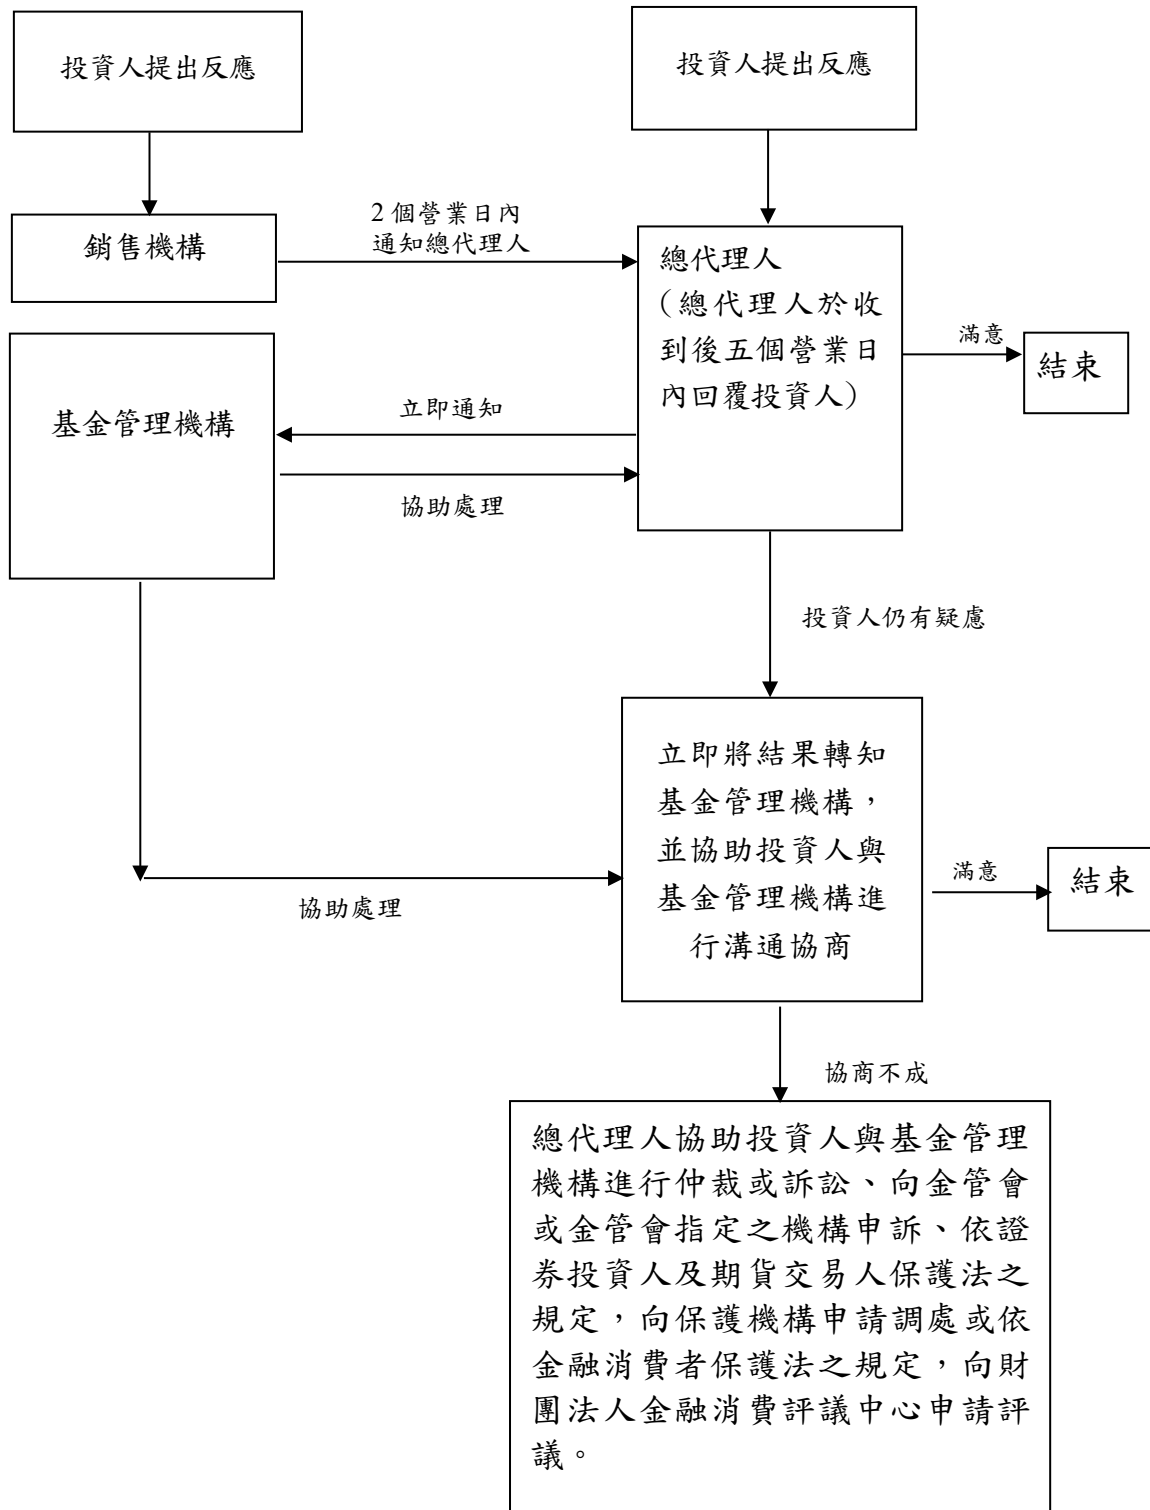 投資人提出反應
投資人提出反應
銷售機構
2 個營業日內
通知總代理人
總代理人
（總代理人於收
到後五個營業日
內回覆投資人）
滿意
結束
基金管理機構
立即通知
協助處理
投資人仍有疑慮
立即將結果轉知
基金管理機構，
並協助投資人與
基金管理機構進
行溝通協商
滿意
結束
協助處理
協商不成
總代理人協助投資人與基金管理
機構進行仲裁或訴訟、向金管會
或金管會指定之機構申訴、依證
券投資人及期貨交易人保護法之
規定，向保護機構申請調處或依
金融消費者保護法之規定，向財
團法人金融消費評議中心申請評
議。